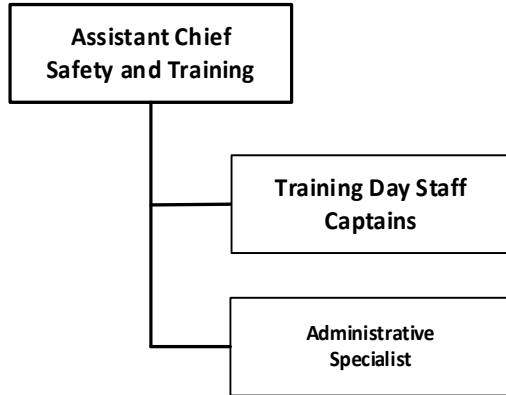 Assistant Chief
Safety and Training
Training Day Staff
Captains
Administrative
Specialist